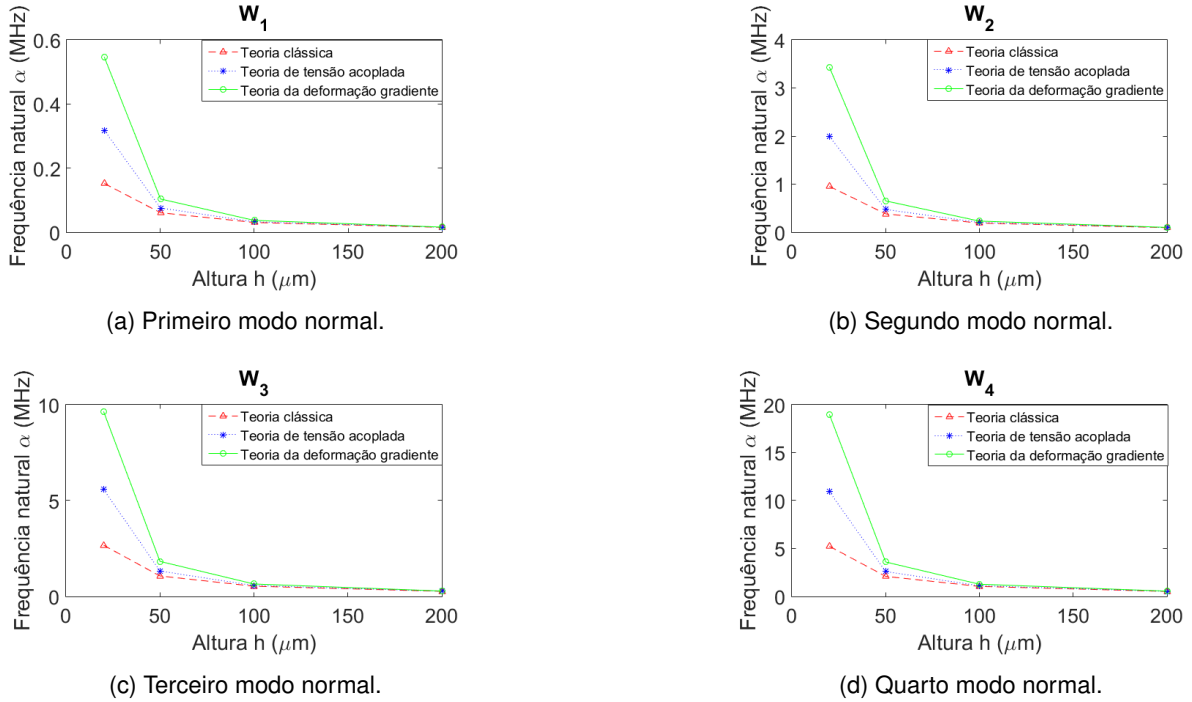 W1
Frequência natural α (MHz)
0.6
0.4
0.2
0
Teoria clássica
Teoria de tensão acoplada
Teoria da deformação gradiente
0 50 100 150 200
Altura h (μm)
(a) Primeiro modo normal.
W2
Frequência natural α (MHz)
4
3
2
1
0
Teoria clássica
Teoria de tensão acoplada
Teoria da deformação gradiente
0 50 100 150 200
Altura h (μm)
(b) Segundo modo normal.
W3
Frequência natural α (MHz)
10
5
0
Teoria clássica
Teoria de tensão acoplada
Teoria da deformação gradiente
0 50 100 150 200
Altura h (μm)
(c) Terceiro modo normal.
W4
Frequência natural α (MHz)
20
15
10
5
0
Teoria clássica
Teoria de tensão acoplada
Teoria da deformação gradiente
0 50 100 150 200
Altura h (μm)
(d) Quarto modo normal.